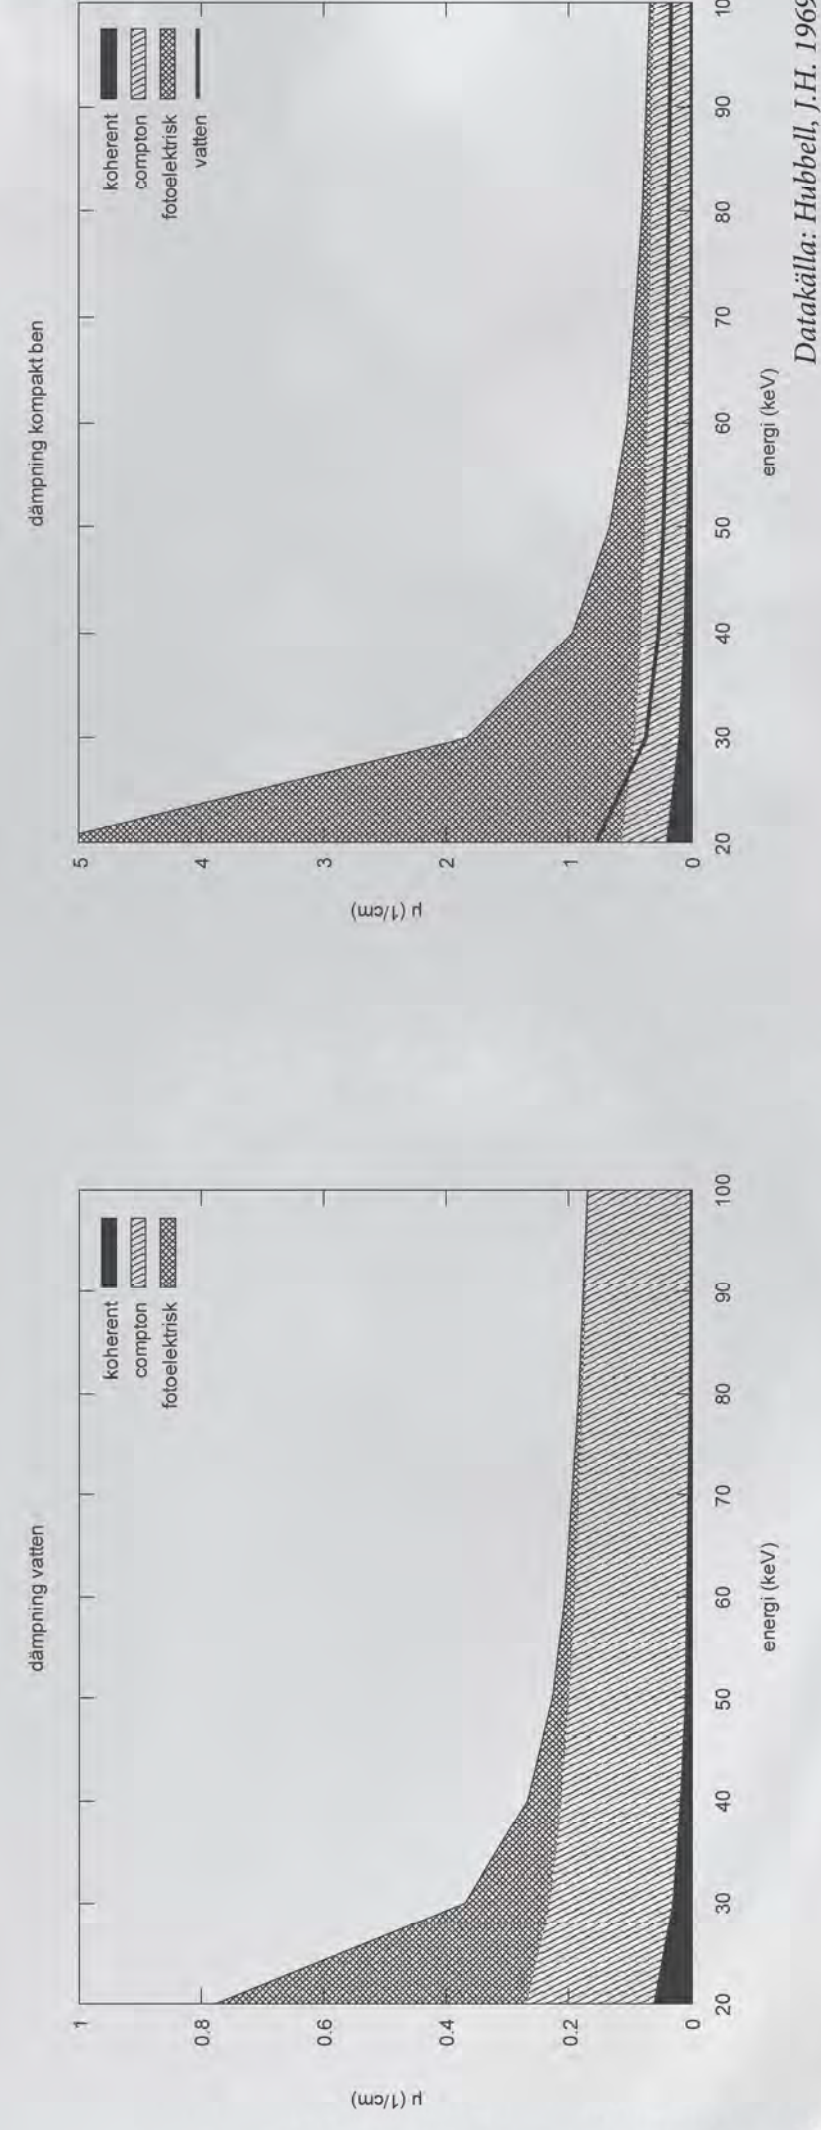 dämpning vatten
koherent
compton
fotoelektrisk
µ (1/cm)
1
0.8
0.6
0.4
0.2
0
20 30 40 50 60 70 80 90 100
energi (keV)
dämpning kompakt ben
koherent
compton
fotoelektrisk
vatten
µ (1/cm)
5
4
3
2
1
0
20 30 40 50 60 70 80 90 10
energi (keV)
Datakälla: Hubbell, J.H. 1969